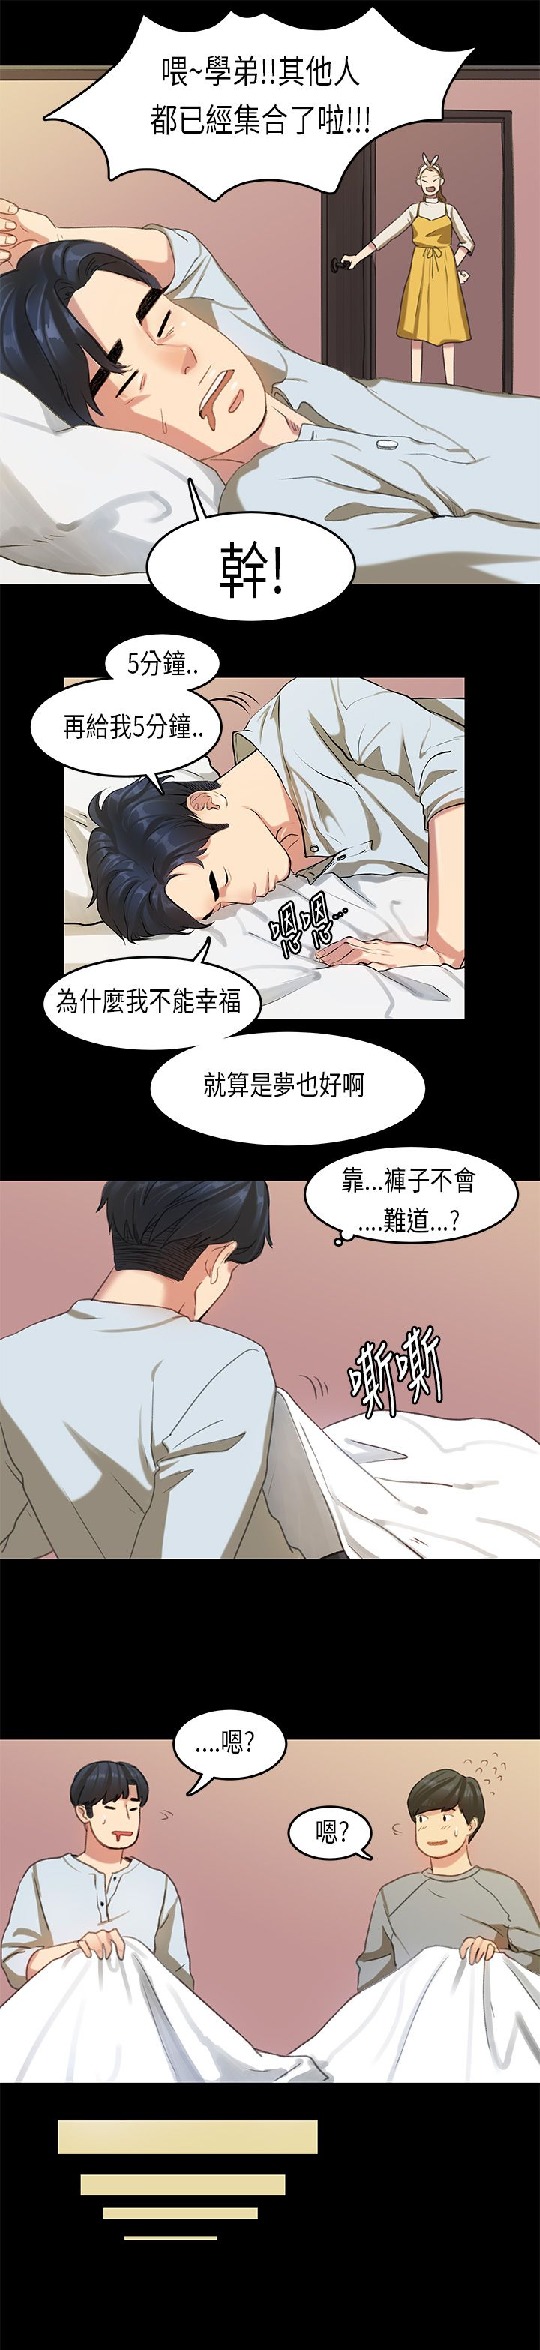 喂~學弟!!其他人
都已經集合了啦!!!
幹!
5分鐘..
再給我5分鐘..
嗯嗯...
為什麼我不能幸福
就算是夢也好啊
靠...褲子不會
....難道...?
嘶嘶
....嗯?
嗯?